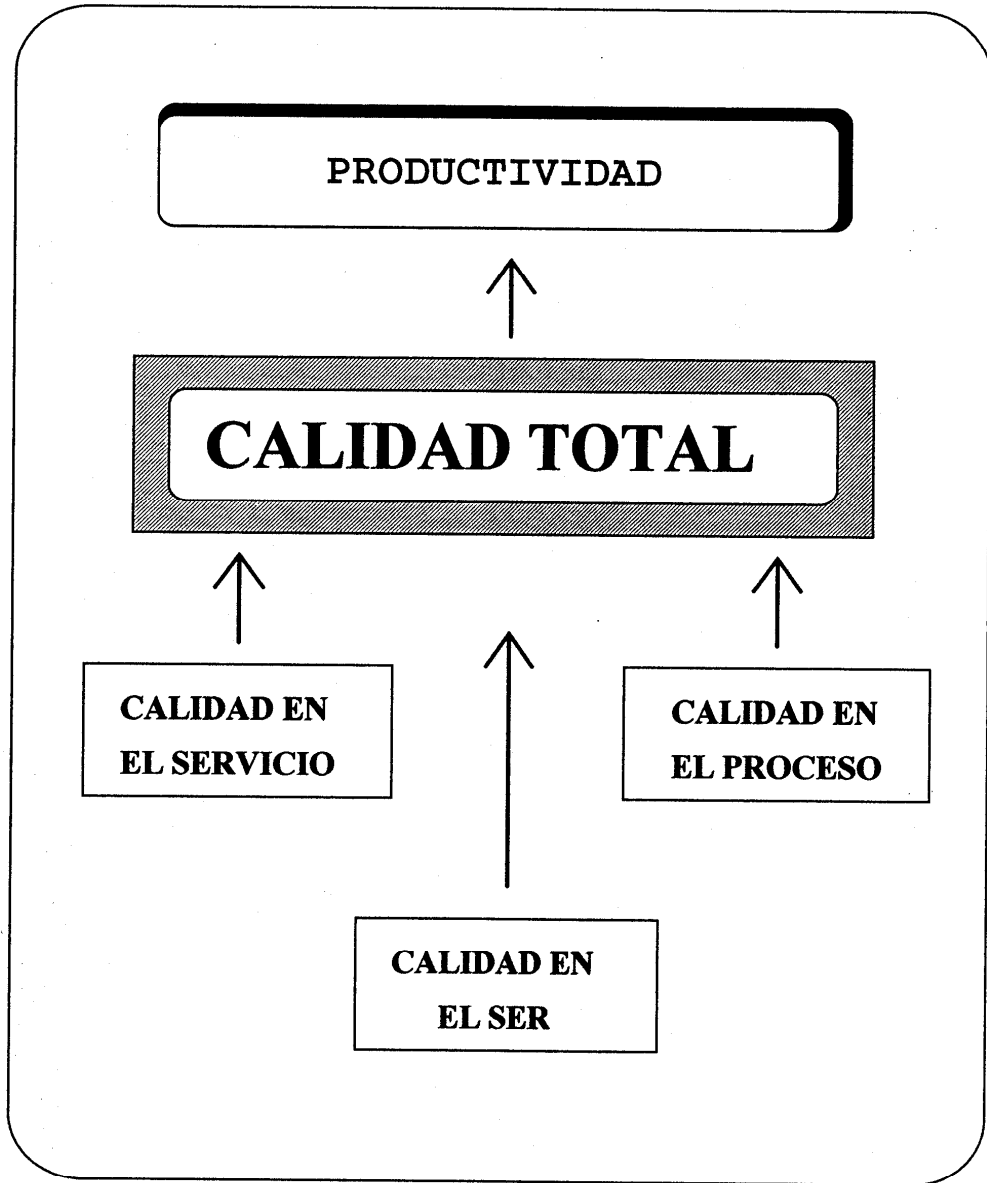 PRODUCTIVIDAD
CALIDAD TOTAL
CALIDAD EN
EL SERVICIO
CALIDAD EN
EL PROCESO
CALIDAD EN
EL SER